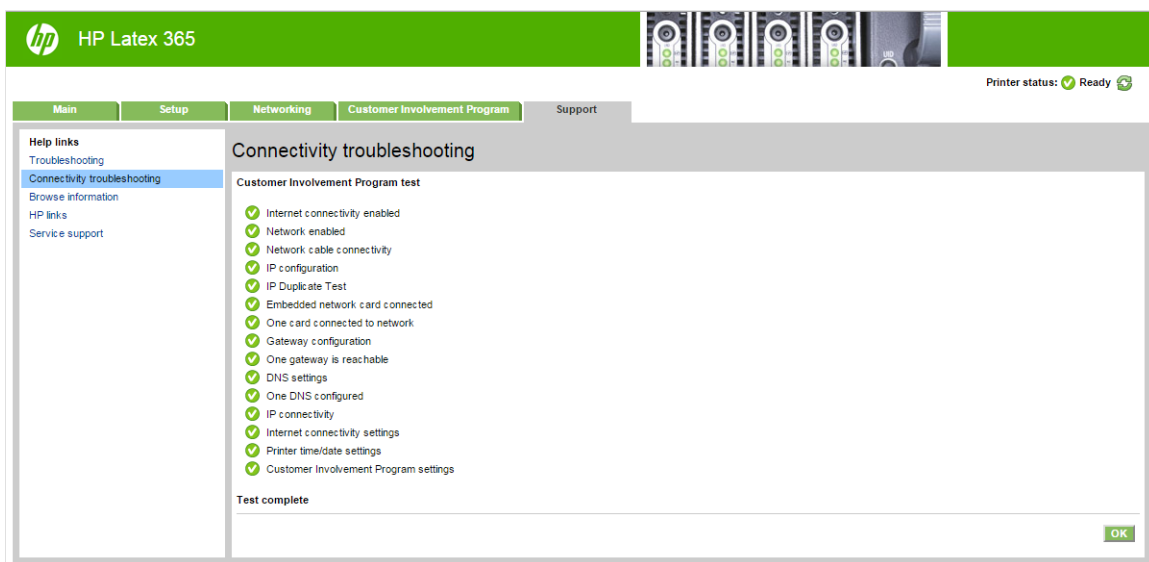 hp HP Latex 365
UID
Printer status: Ready
Main Setup Networking Customer Involvement Program Support
Help links
Troubleshooting
Connectivity troubleshooting
Browse information
HP links
Service support
Connectivity troubleshooting
Customer Involvement Program test
Internet connectivity enabled
Network enabled
Network cable connectivity
IP configuration
IP Duplicate Test
Embedded network card connected
One card connected to network
Gateway configuration
One gateway is reachable
DNS settings
One DNS configured
IP connectivity
Internet connectivity settings
Printer time/date settings
Customer Involvement Program settings
Test complete
OK